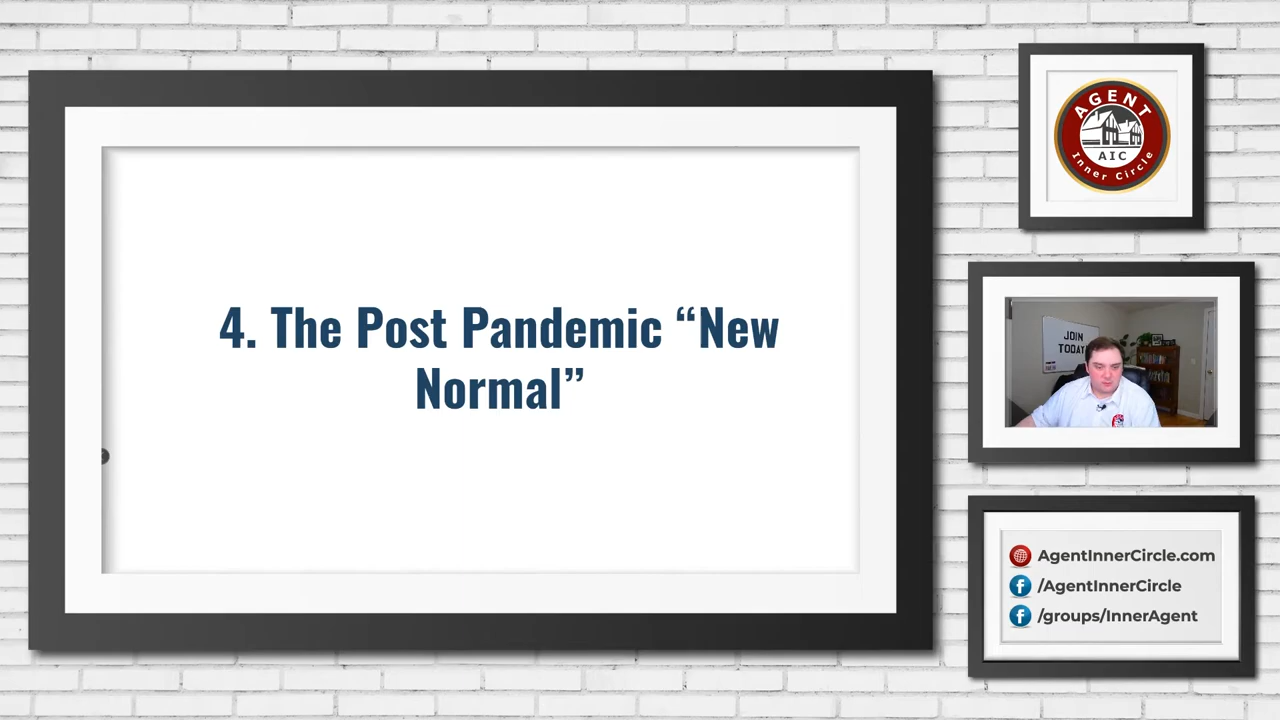 4. The Post Pandemic “New
Normal”
AGENT
AIC
Inner Circle
JOIN
TODAY!
AgentInnerCircle.com
/AgentInnerCircle
/groups/InnerAgent